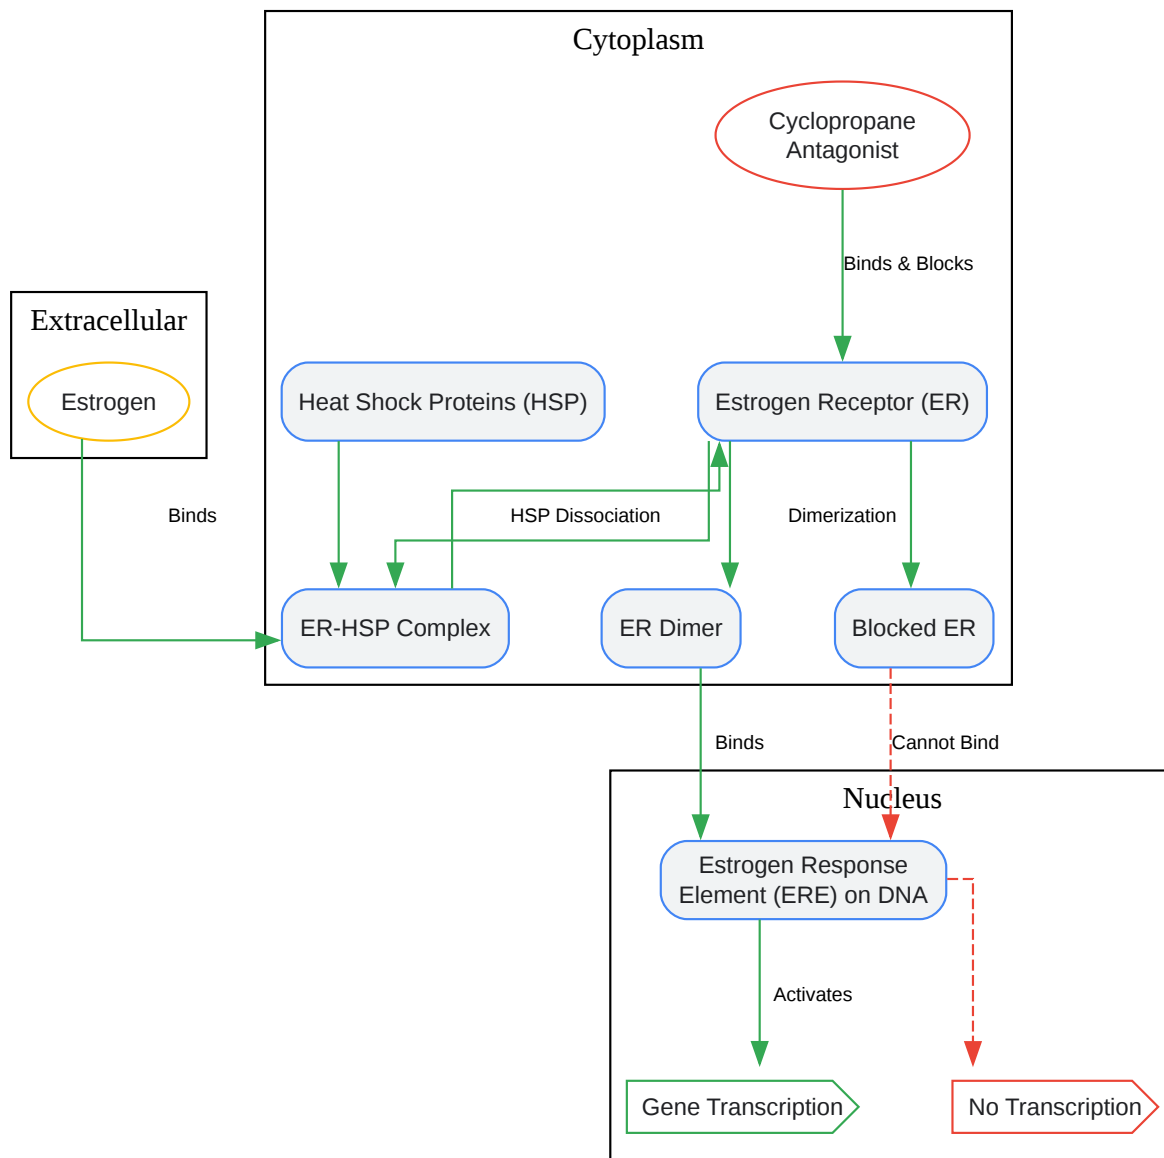 Cytoplasm
Cyclopropane
Antagonist
Binds & Blocks
Extracellular
Estrogen
Heat Shock Proteins (HSP)
Estrogen Receptor (ER)
Binds
HSP Dissociation
Dimerization
ER-HSP Complex
ER Dimer
Blocked ER
Binds
Cannot Bind
Nucleus
Estrogen Response
Element (ERE) on DNA
Activates
Gene Transcription
No Transcription